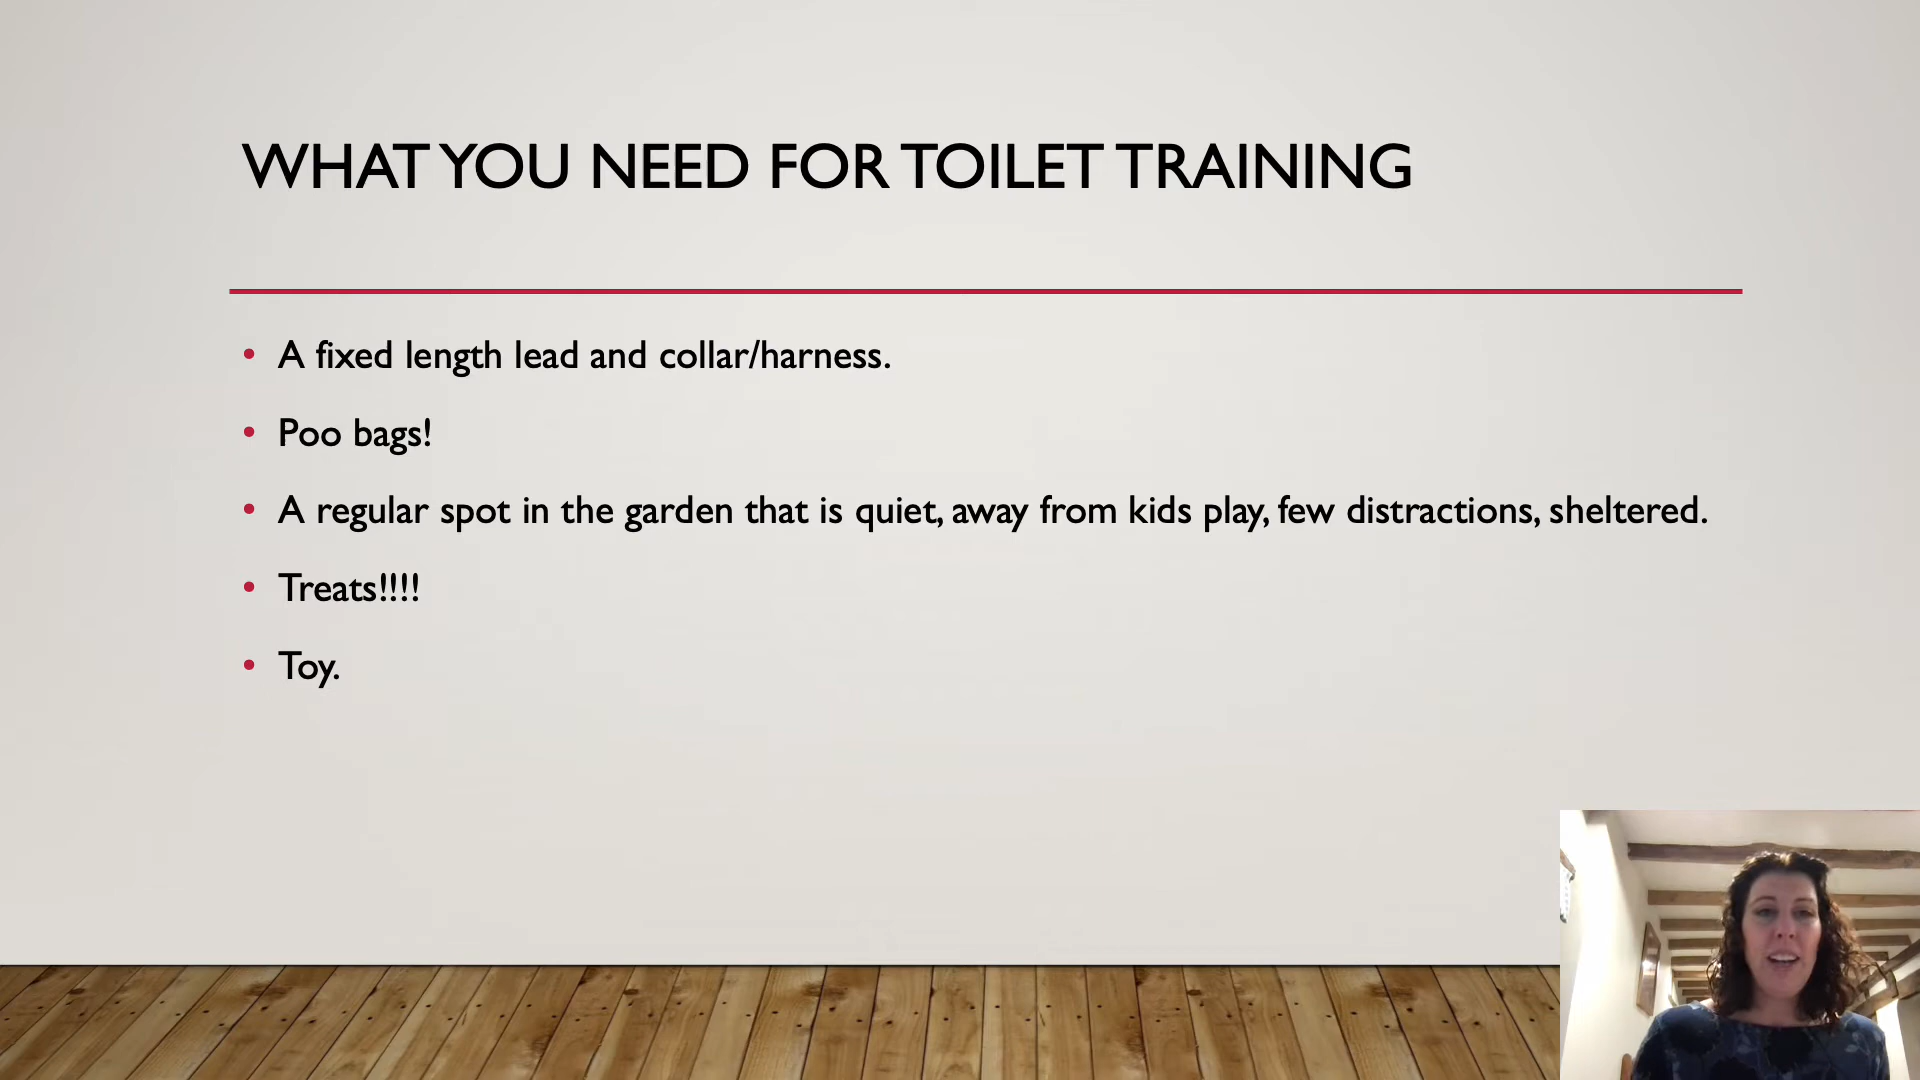 WHAT YOU NEED FOR TOILET TRAINING
• A fixed length lead and collar/harness.
• Poo bags!
• A regular spot in the garden that is quiet, away from kids play, few distractions, sheltered.
• Treats!!!!
• Toy.